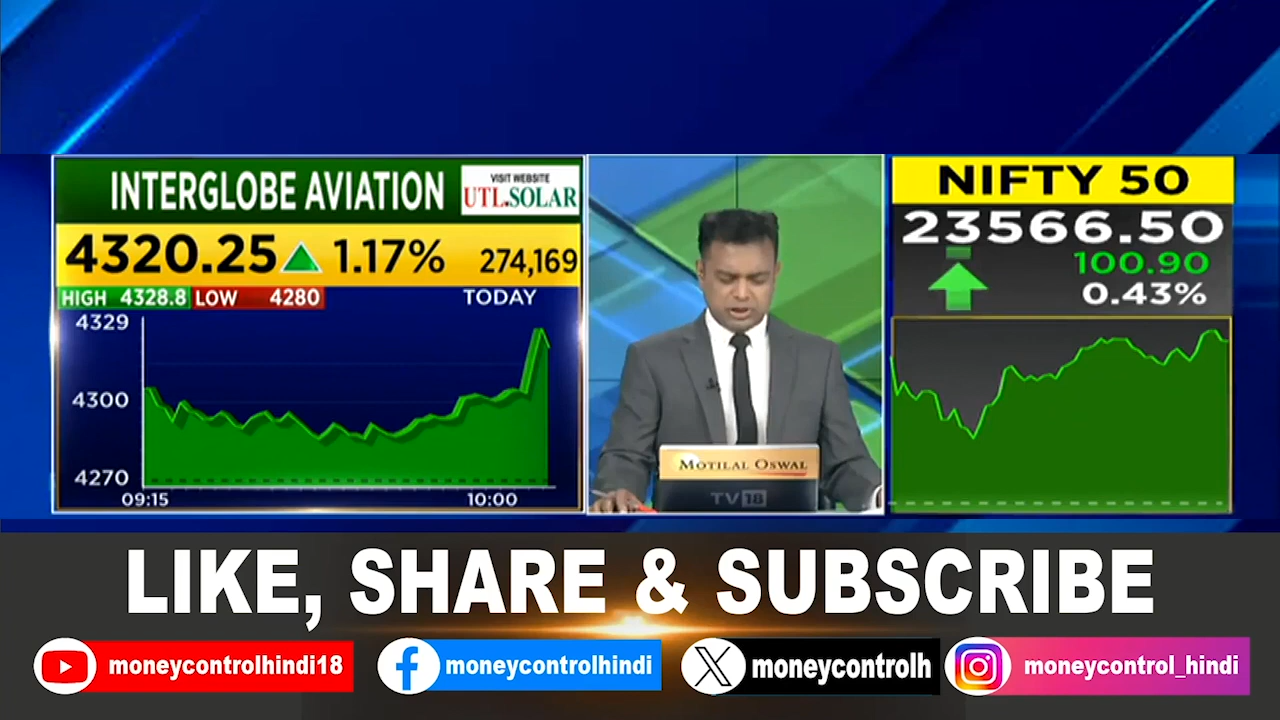 INTERGLOBE AVIATION
VISIT WEBSITE
UTL.SOLAR
4320.25 1.17% 274,169
HIGH 4328.8 LOW 4280 TODAY
4329
4300
4270
09:15 10:00
MOTILAL OSWAL
TV18
NIFTY 50
23566.50
100.90
0.43%
LIKE, SHARE & SUBSCRIBE
moneycontrolhindi18 moneycontrolhindi moneycontrolh moneycontrol_hindi